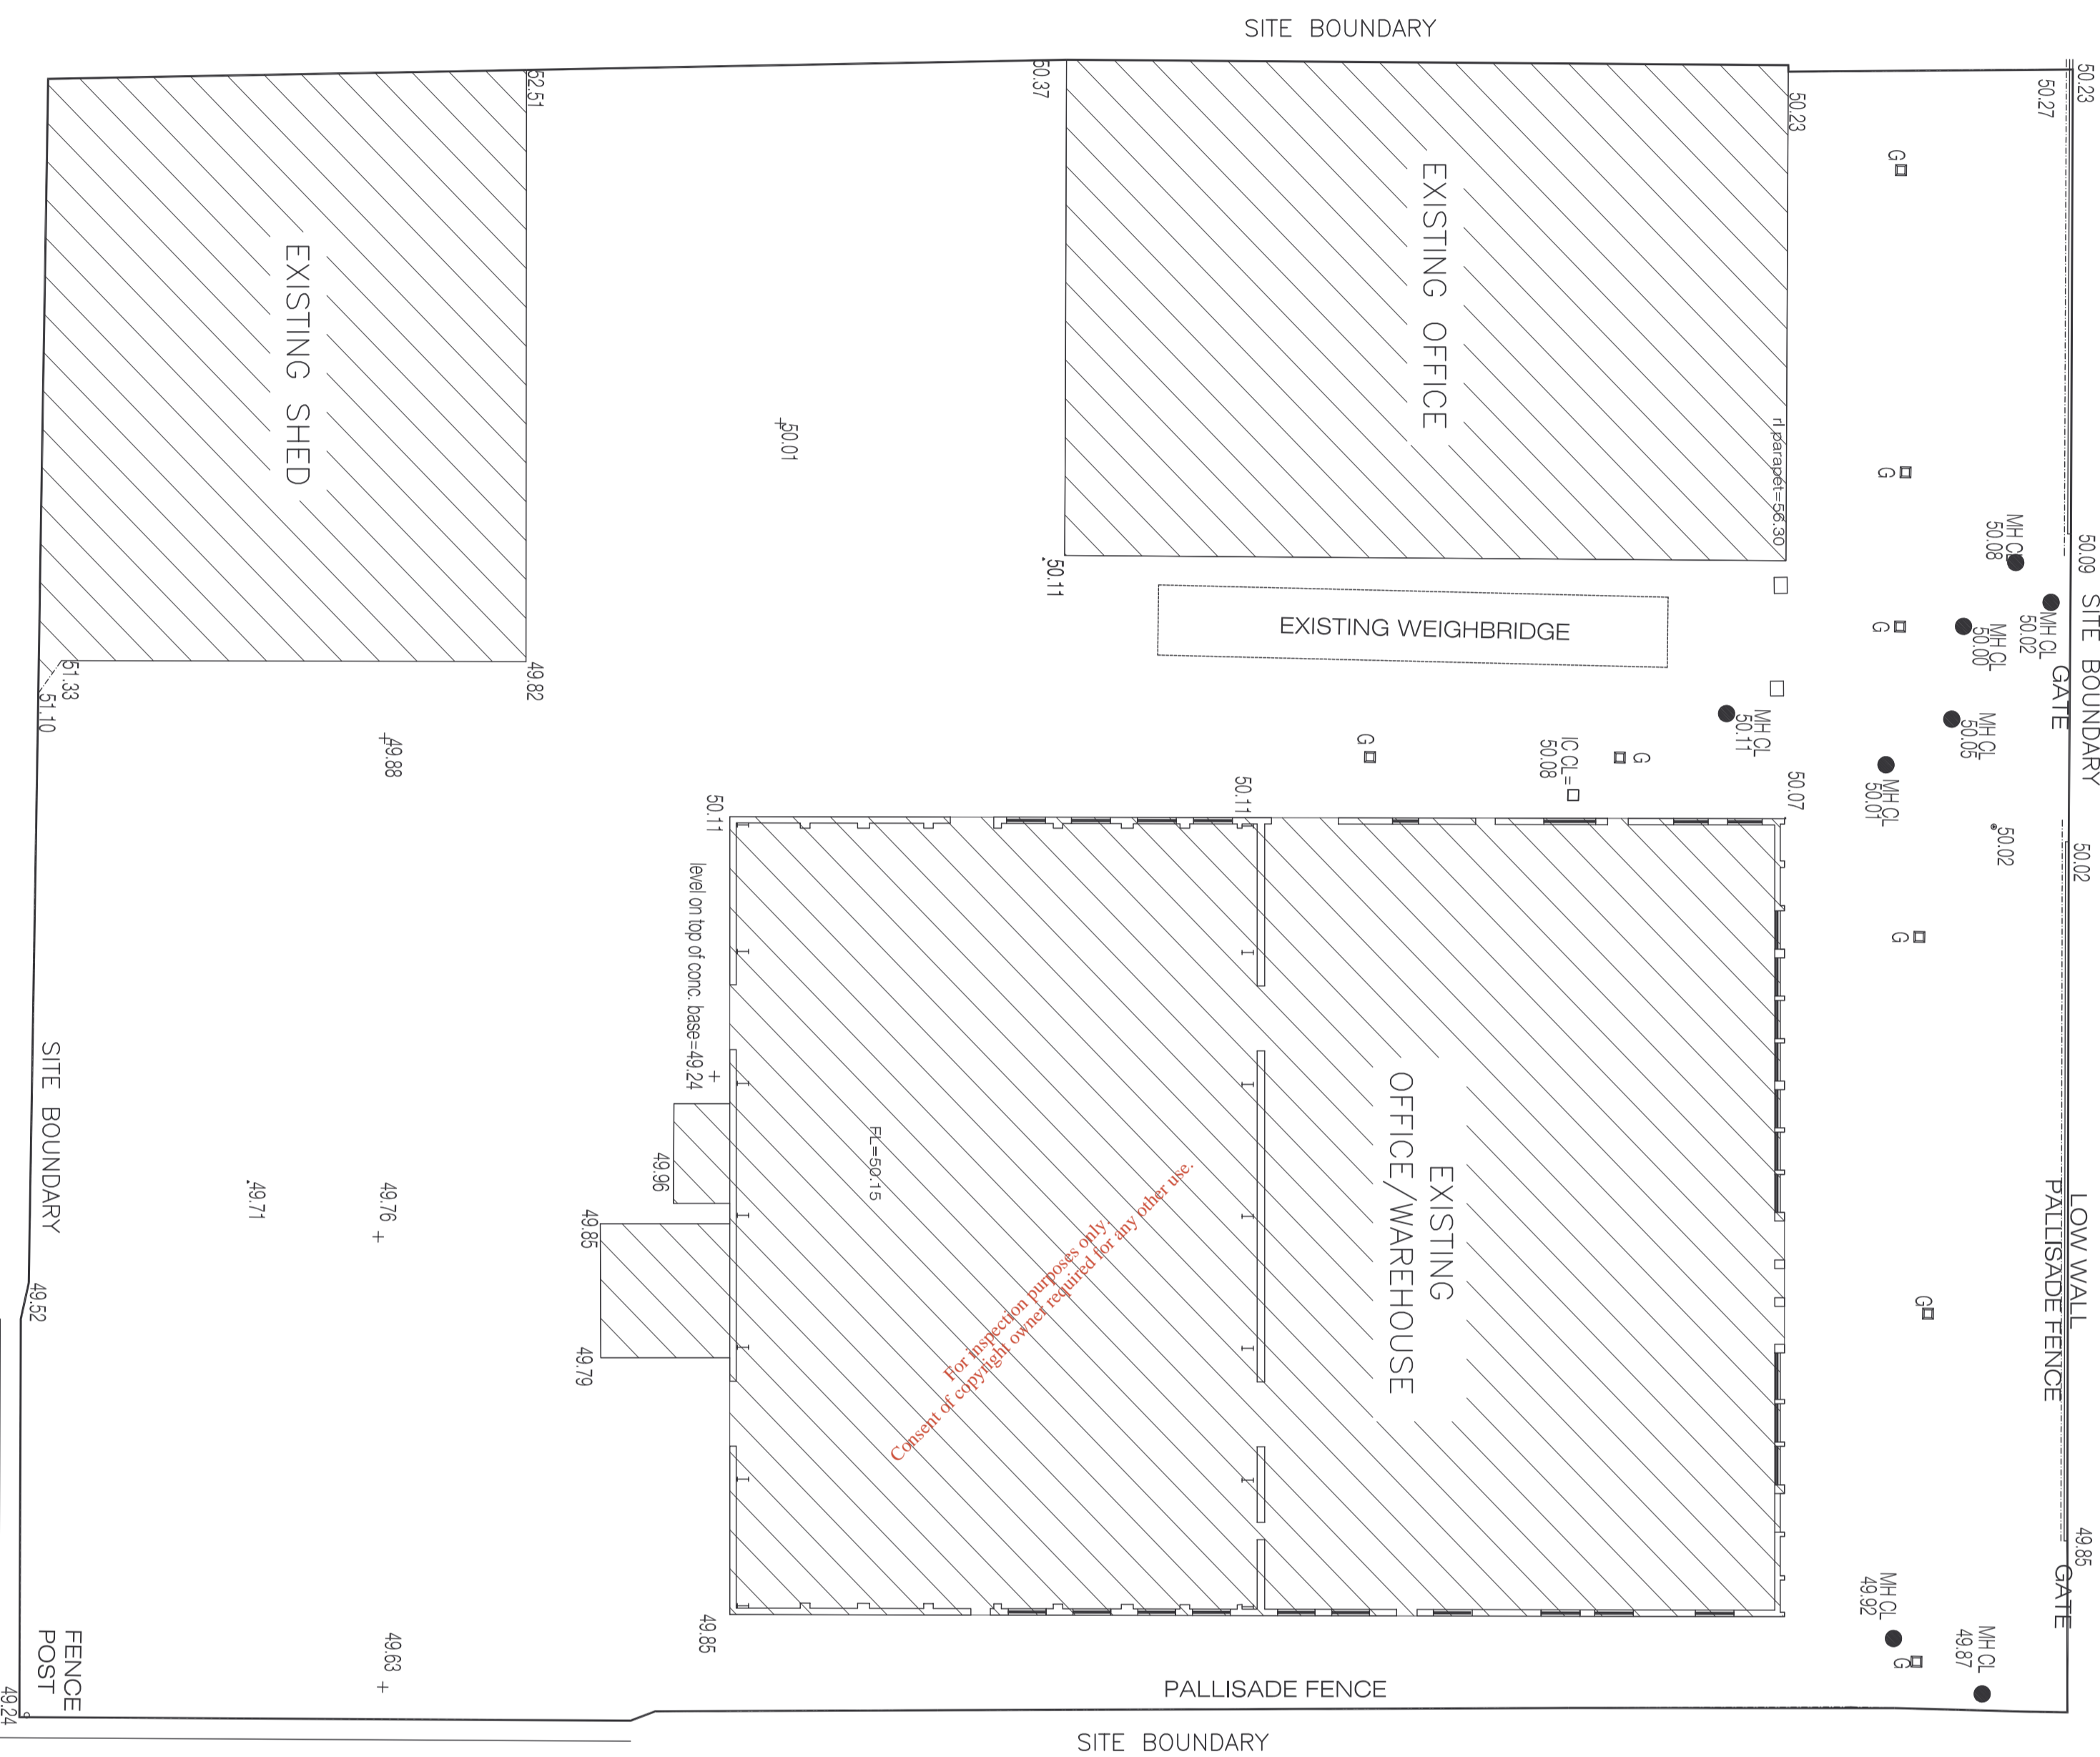 SITE BOUNDARY
50.23
50.27
52.51
50.37
50.23
G
EXISTING SHED
EXISTING OFFICE
rl parapet=56.30
50.01
G
MH CL
50.08
50.09
SITE BOUNDARY
50.11
EXISTING WEIGHBRIDGE
G
MH CL
50.00
MH CL
50.02
GATE
51.33
51.10
49.82
49.88
G
IC CL=
50.08
G
MH CL
50.11
MH CL
50.05
MH CL
50.01
50.07
50.11
50.11
50.02
50.02
G
level on top of conc. base=49.24
SITE BOUNDARY
49.52
49.71
49.76
49.96
49.85
49.79
FL=50.15
EXISTING
OFFICE/WAREHOUSE
For inspection purposes only.
Consent of copyright owner required for any other use.
LOW WALL
PALLISADE FENCE
G
49.85
GATE
MH CL
49.92
G
MH CL
49.87
49.85
49.63
FENCE
POST
49.24
PALLISADE FENCE
SITE BOUNDARY